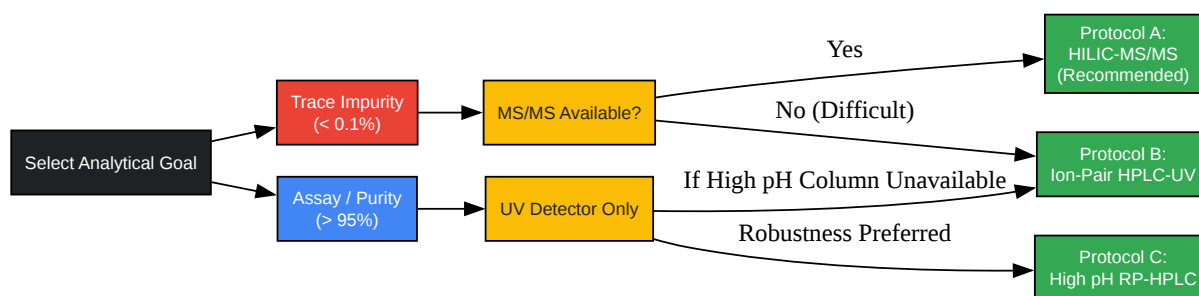 Select Analytical Goal
Trace Impurity
(< 0.1%)
Assay / Purity
(> 95%)
MS/MS Available?
UV Detector Only
Yes
No (Difficult)
If High pH Column Unavailable
Robustness Preferred
Protocol A:
HILIC-MS/MS
(Recommended)
Protocol B:
Ion-Pair HPLC-UV
Protocol C:
High pH RP-HPLC